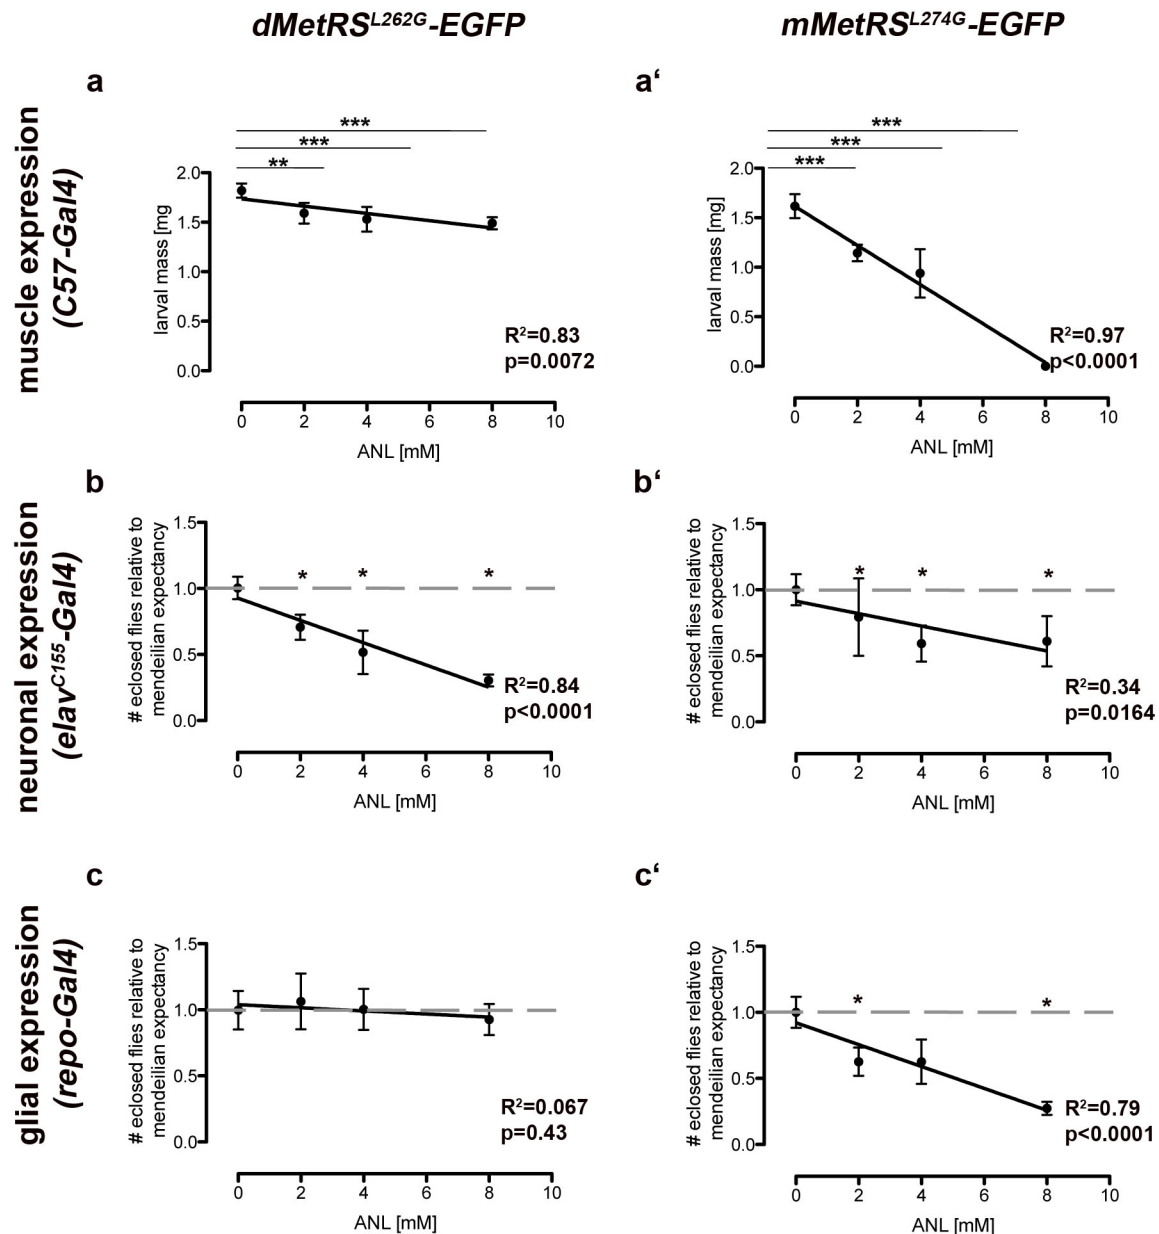 dMetRS^L262G-EGFP
mMetRS^L274G-EGFP
muscle expression
(C57-Gal4)
a
***
***
**
2.0
1.5
1.0
0.5
0.0
larval mass [mg
R²=0.83
p=0.0072
0 2 4 6 8 10
ANL [mM]
a‘
***
***
***
2.0
1.5
1.0
0.5
0.0
larval mass [mg]
R²=0.97
p<0.0001
0 2 4 6 8 10
ANL [mM]
neuronal expression
(elav^C155-Gal4)
b
# eclosed flies relative to
mendeilian expectancy
1.5
1.0
0.5
0.0
* * *
R²=0.84
p<0.0001
0 2 4 6 8 10
ANL [mM]
b‘
# eclosed flies relative to
mendeilian expectancy
1.5
1.0
0.5
0.0
* * *
R²=0.34
p=0.0164
0 2 4 6 8 10
ANL [mM]
glial expression
(repo-Gal4)
c
# eclosed flies relative to
mendeilian expectancy
1.5
1.0
0.5
0.0
R²=0.067
p=0.43
0 2 4 6 8 10
ANL [mM]
c‘
# eclosed flies relative to
mendeilian expectancy
1.5
1.0
0.5
0.0
* *
R²=0.79
p<0.0001
0 2 4 6 8 10
ANL [mM]